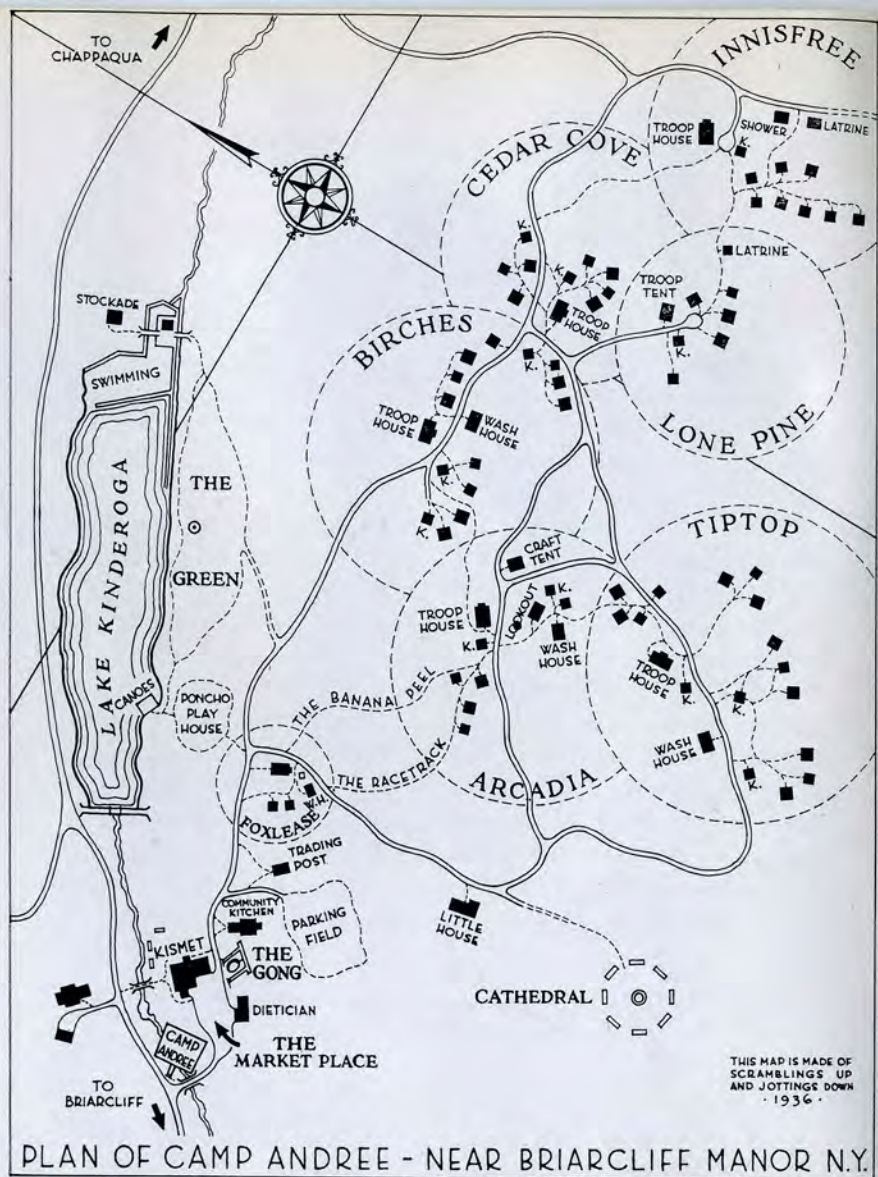 TO
CHAPPAQUA
INNISFREE
TROOP
HOUSE
SHOWER
LATRINE
K.
CEDAR COVE
K.
K.
TROOP
HOUSE
LATRINE
TROOP
TENT
K.
LONE PINE
STOCKADE
SWIMMING
BIRCHES
K.
TROOP
HOUSE
WASH
HOUSE
K.
K.
THE
GREEN
LAKE KINDEROGA
CANOES
PONCHO
PLAY
HOUSE
TIPTOP
CRAFT
TENT
TROOP
HOUSE
LOOKOUT
K.
WASH
HOUSE
K.
TROOP
HOUSE
K.
K.
WASH
HOUSE
K.
THE BANANA PEEL
THE RACETRACK
ARCADIA
W.H.
FOXLEASE
TRADING
POST
COMMUNITY
KITCHEN
PARKING
FIELD
LITTLE
HOUSE
KISMET
THE
GONG
CATHEDRAL
DIETICIAN
CAMP
ANDREE
THE
MARKET PLACE
TO
BRIARCLIFF
THIS MAP IS MADE OF
SCRAMBLINGS UP
AND JOTTINGS DOWN
· 1936 ·
PLAN OF CAMP ANDREE - NEAR BRIARCLIFF MANOR N.Y.